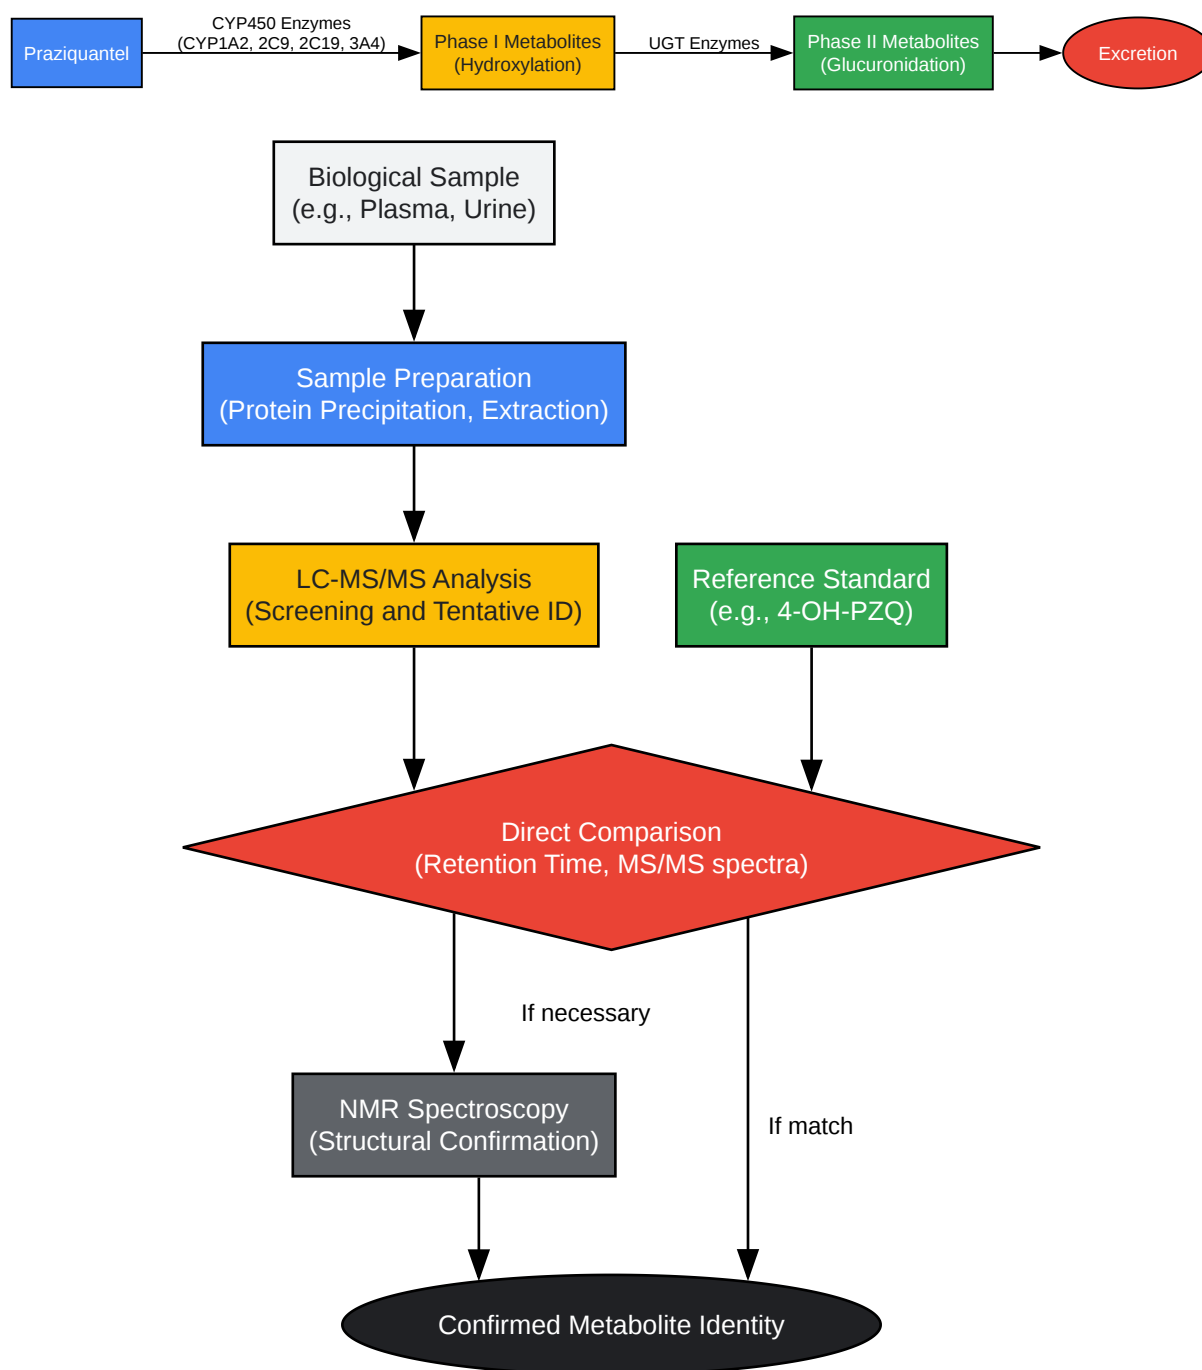 Praziquantel
CYP450 Enzymes
(CYP1A2, 2C9, 2C19, 3A4)
Phase I Metabolites
(Hydroxylation)
UGT Enzymes
Phase II Metabolites
(Glucuronidation)
Excretion
Biological Sample
(e.g., Plasma, Urine)
Sample Preparation
(Protein Precipitation, Extraction)
LC-MS/MS Analysis
(Screening and Tentative ID)
Reference Standard
(e.g., 4-OH-PZQ)
Direct Comparison
(Retention Time, MS/MS spectra)
If necessary
NMR Spectroscopy
(Structural Confirmation)
If match
Confirmed Metabolite Identity